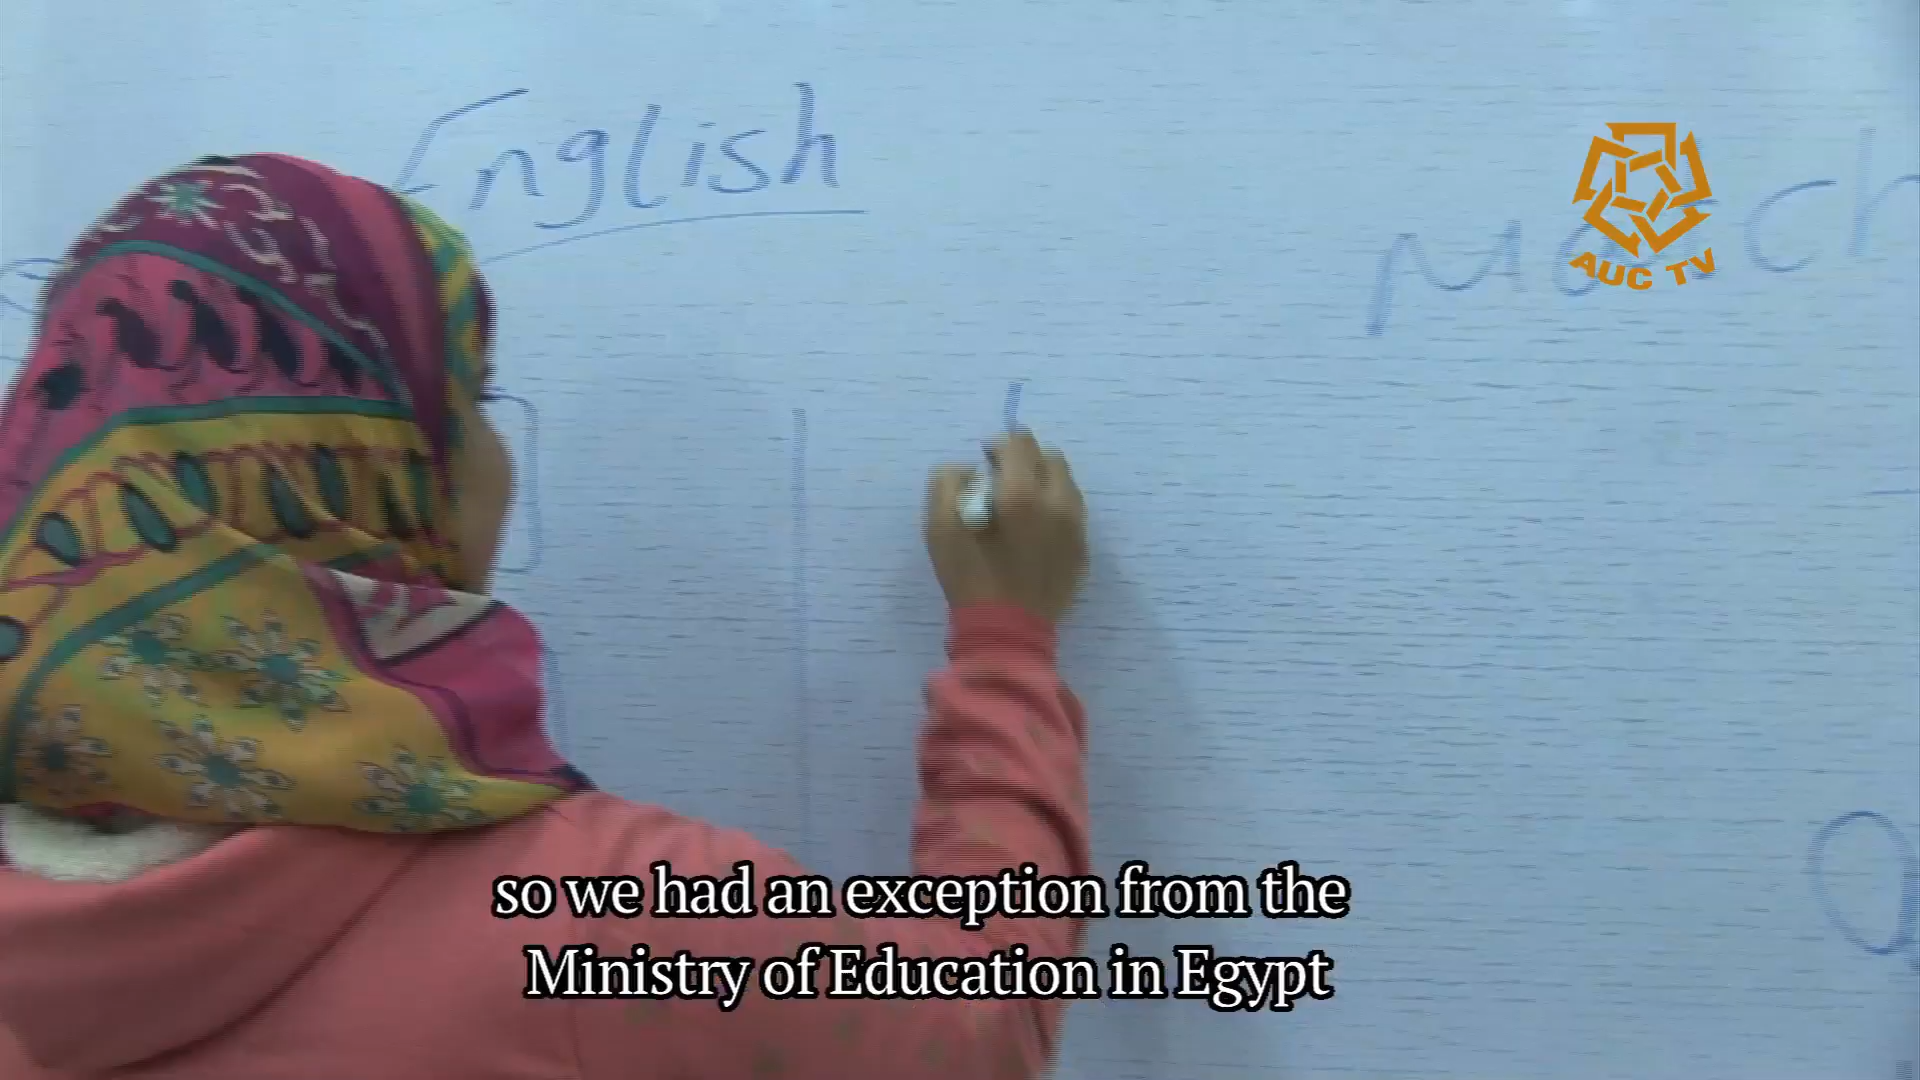 English
AUC TV
so we had an exception from the
Ministry of Education in Egypt